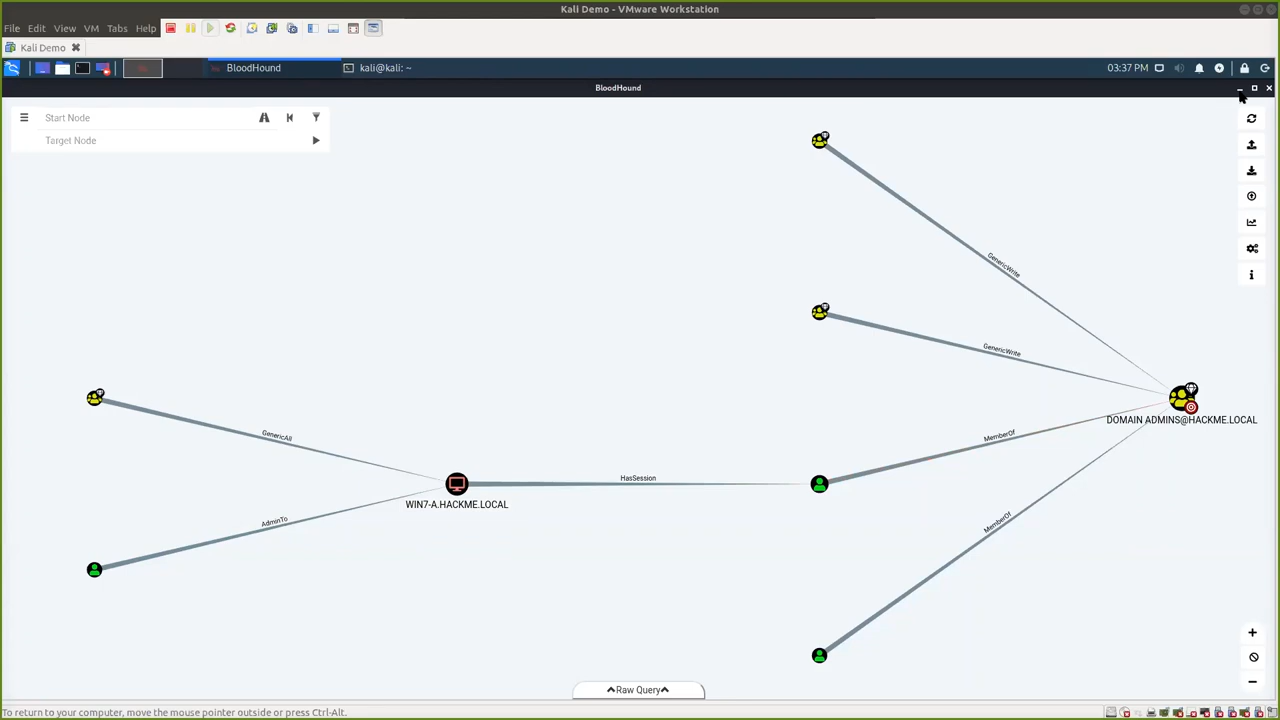 Kali Demo - VMware Workstation
File Edit View VM Tabs Help
Kali Demo
BloodHound
kali@kali: ~
03:37 PM
BloodHound
Start Node
Target Node
GenericWrite
GenericWrite
DOMAIN ADMINS@HACKME.LOCAL
GenericAll
MemberOf
HasSession
WIN7-A.HACKME.LOCAL
AdminTo
MemberOf
Raw Query
To return to your computer, move the mouse pointer outside or press Ctrl-Alt.